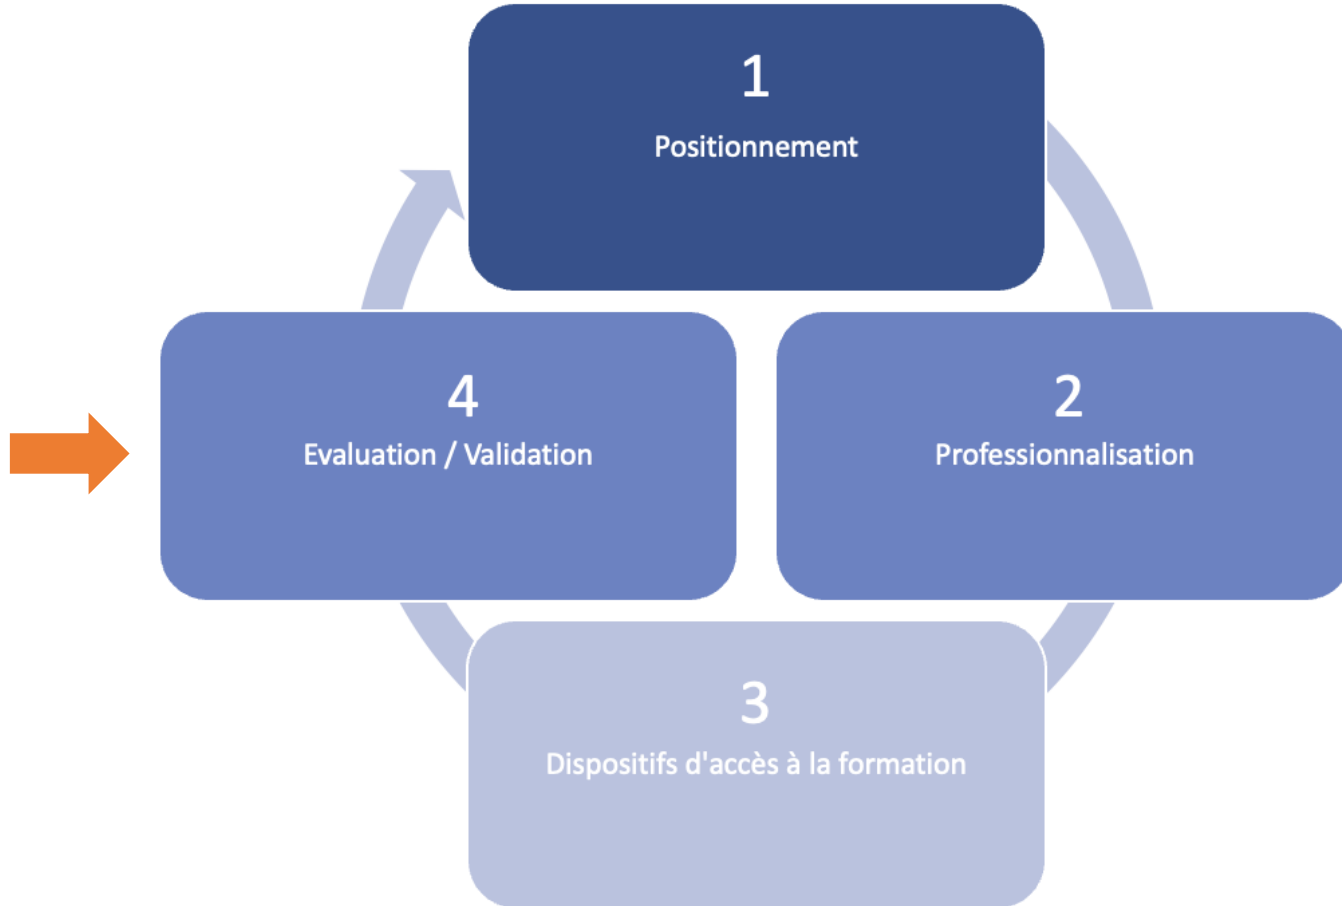 1
Positionnement
2
Professionnalisation
3
Dispositifs d'accès à la formation
4
Evaluation / Validation